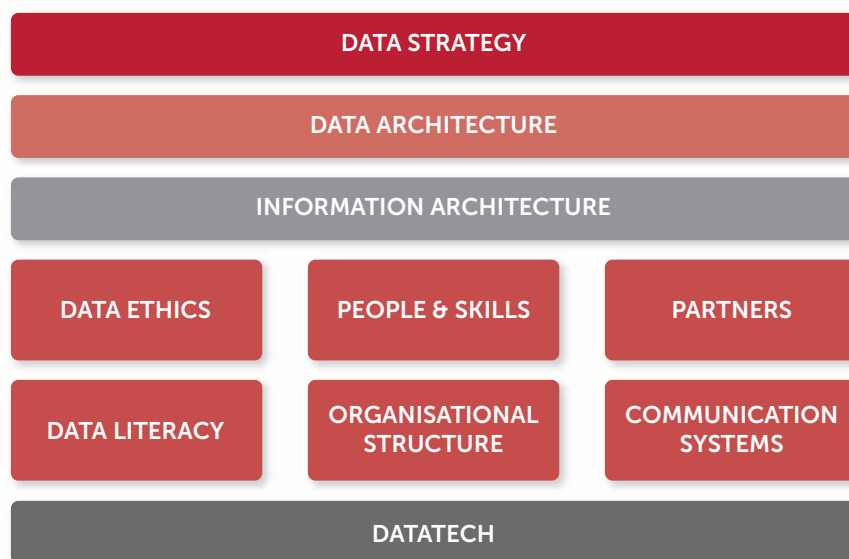 DATA STRATEGY
DATA ARCHITECTURE
INFORMATION ARCHITECTURE
DATA ETHICS
PEOPLE & SKILLS
PARTNERS
DATA LITERACY
ORGANISATIONAL
STRUCTURE
COMMUNICATION
SYSTEMS
DATATECH